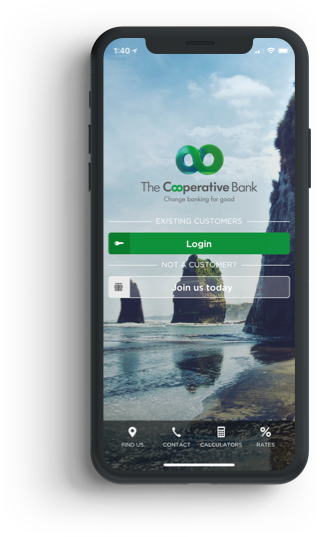 1:40
The Cooperative Bank
Change banking for good
EXISTING CUSTOMERS
Login
NOT A CUSTOMER?
Join us today
FIND US
CONTACT
CALCULATORS
RATES